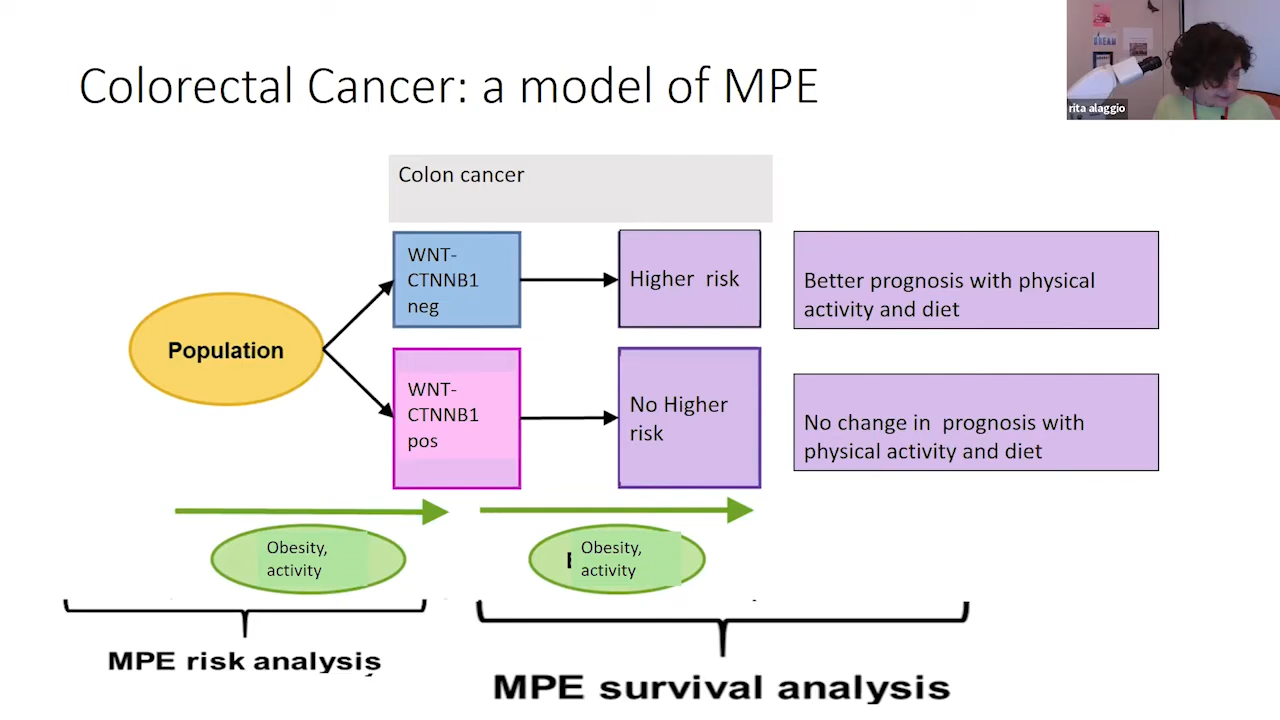 Colorectal Cancer: a model of MPE
DREAM
rita alaggio
Colon cancer
WNT-
CTNNB1
neg
Higher risk
Better prognosis with physical
activity and diet
Population
WNT-
CTNNB1
pos
No Higher
risk
No change in prognosis with
physical activity and diet
Obesity,
activity
Obesity,
activity
MPE risk analysis
MPE survival analysis